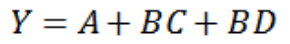 Y = A + BC + BD